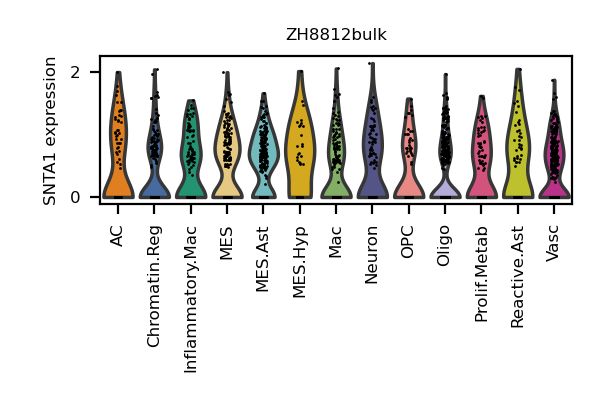 ZH8812bulk
SNTA1 expression
2
0
AC
Chromatin.Reg
Inflammatory.Mac
MES
MES.Ast
MES.Hyp
Mac
Neuron
OPC
Oligo
Prolif.Metab
Reactive.Ast
Vasc